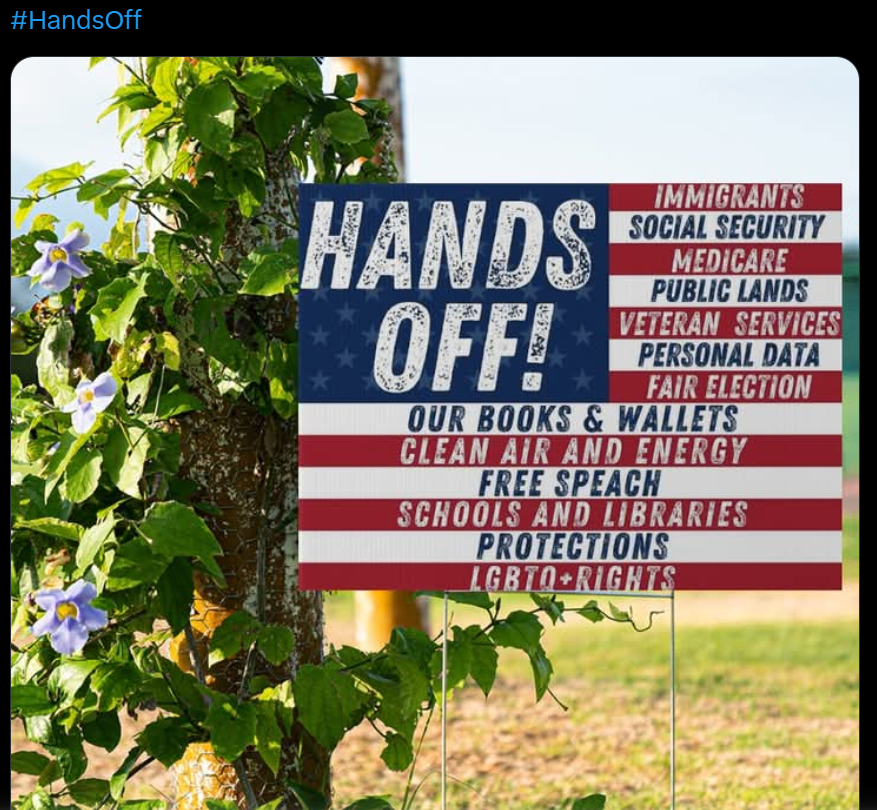 #HandsOff
HANDS
OFF!
IMMIGRANTS
SOCIAL SECURITY
MEDICARE
PUBLIC LANDS
VETERAN SERVICES
PERSONAL DATA
FAIR ELECTION
OUR BOOKS & WALLETS
CLEAN AIR AND ENERGY
FREE SPEACH
SCHOOLS AND LIBRARIES
PROTECTIONS
LGBTQ+RIGHTS